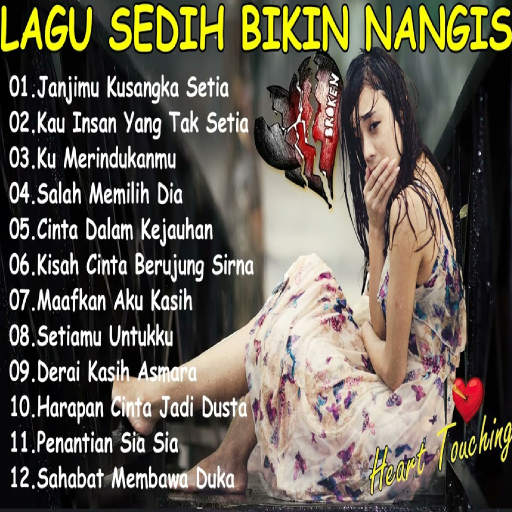 LAGU SEDIH BIKIN NANGIS
BROKEN
01.Janjimu Kusangka Setia
02.Kau Insan Yang Tak Setia
03.Ku Merindukanmu
04.Salah Memilih Dia
05.Cinta Dalam Kejauhan
06.Kisah Cinta Berujung Sirna
07.Maafkan Aku Kasih
08.Setiamu Untukku
09.Derai Kasih Asmara
10.Harapan Cinta Jadi Dusta
11.Penantian Sia Sia
12.Sahabat Membawa Duka
Heart Touching